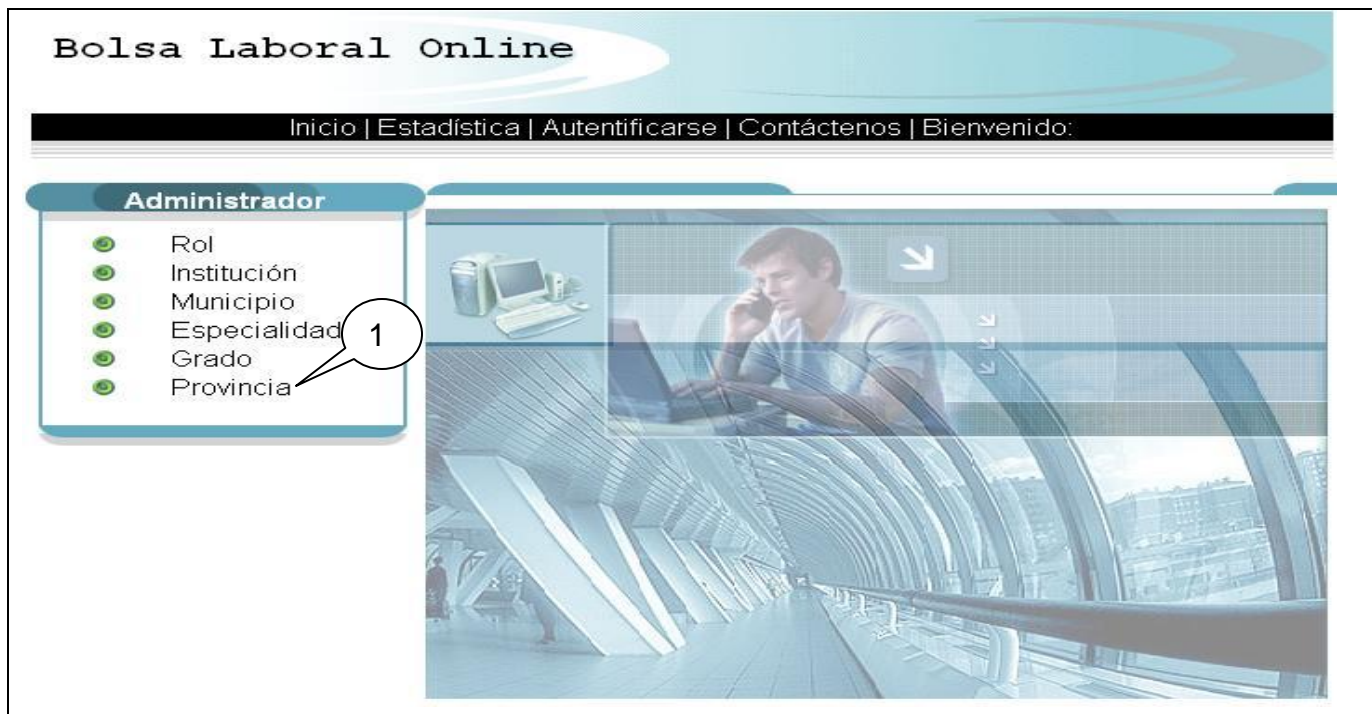 Bolsa Laboral Online
Inicio | Estadística | Autentificarse | Contáctenos | Bienvenido:
Administrador
Rol
Institución
Municipio
Especialidad
1
Grado
Provincia